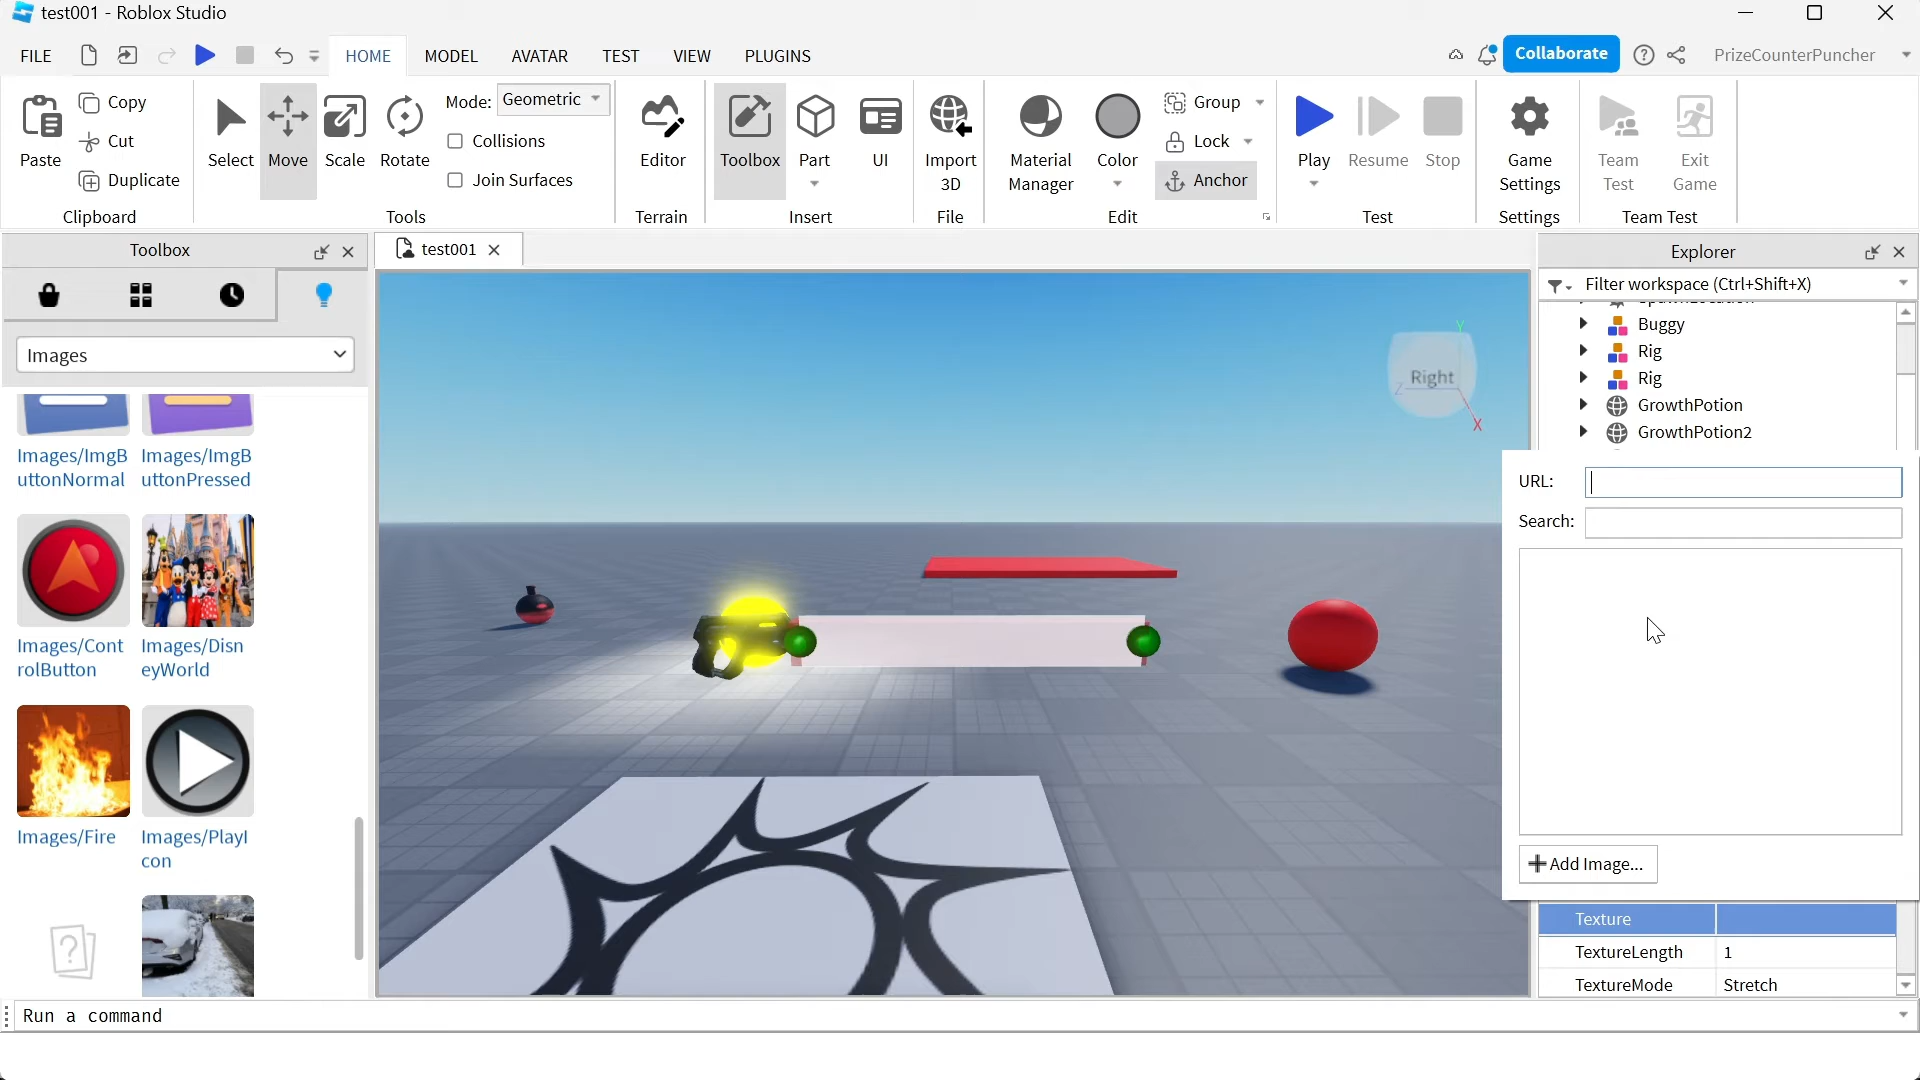 test001 - Roblox Studio
FILE
HOME
MODEL
AVATAR
TEST
VIEW
PLUGINS
Collaborate
PrizeCounterPuncher
Paste
Copy
Cut
Duplicate
Clipboard
Select
Move
Scale
Rotate
Mode: Geometric
Collisions
Join Surfaces
Tools
Editor
Terrain
Toolbox
Part
UI
Insert
Import
3D
File
Material
Manager
Color
Group
Lock
Anchor
Edit
Play
Resume
Stop
Test
Game
Settings
Settings
Team
Test
Exit
Game
Team Test
Toolbox
Images
Images/ImgB
uttonNormal
Images/ImgB
uttonPressed
Images/Cont
rolButton
Images/Disn
eyWorld
Images/Fire
Images/PlayI
con
test001
Right
Y
Z
X
Explorer
Filter workspace (Ctrl+Shift+X)
Buggy
Rig
Rig
GrowthPotion
GrowthPotion2
URL:
Search:
Add Image...
Texture
TextureLength 1
TextureMode Stretch
Run a command